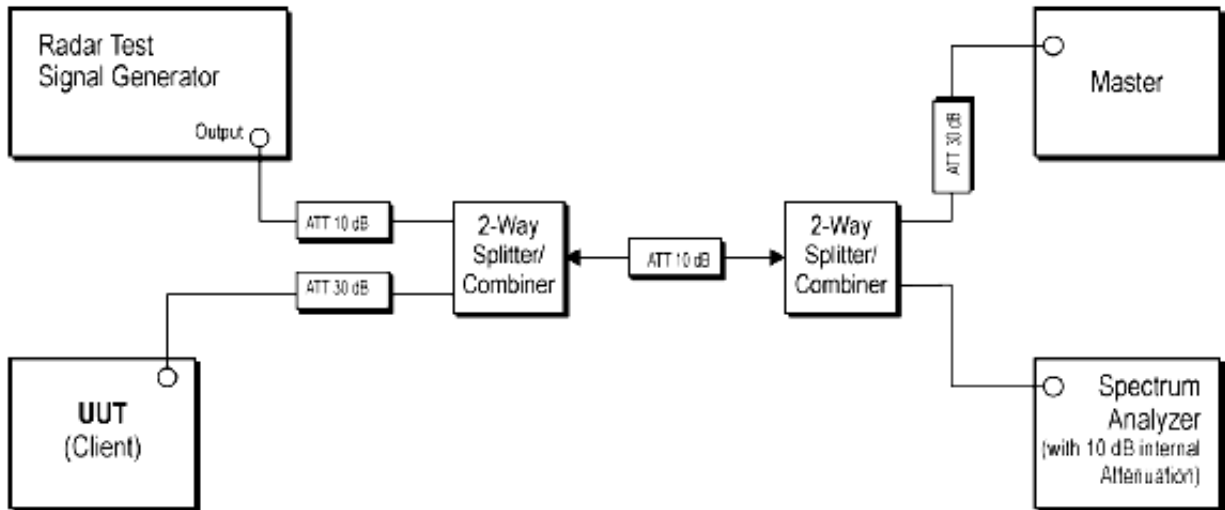 Radar Test
Signal Generator
Output
ATT 10 dB
ATT 30 dB
2-Way
Splitter/
Combiner
ATT 10 dB
2-Way
Splitter/
Combiner
ATT 30 dB
Master
UUT
(Client)
Spectrum
Analyzer
(with 10 dB internal
Attenuation)